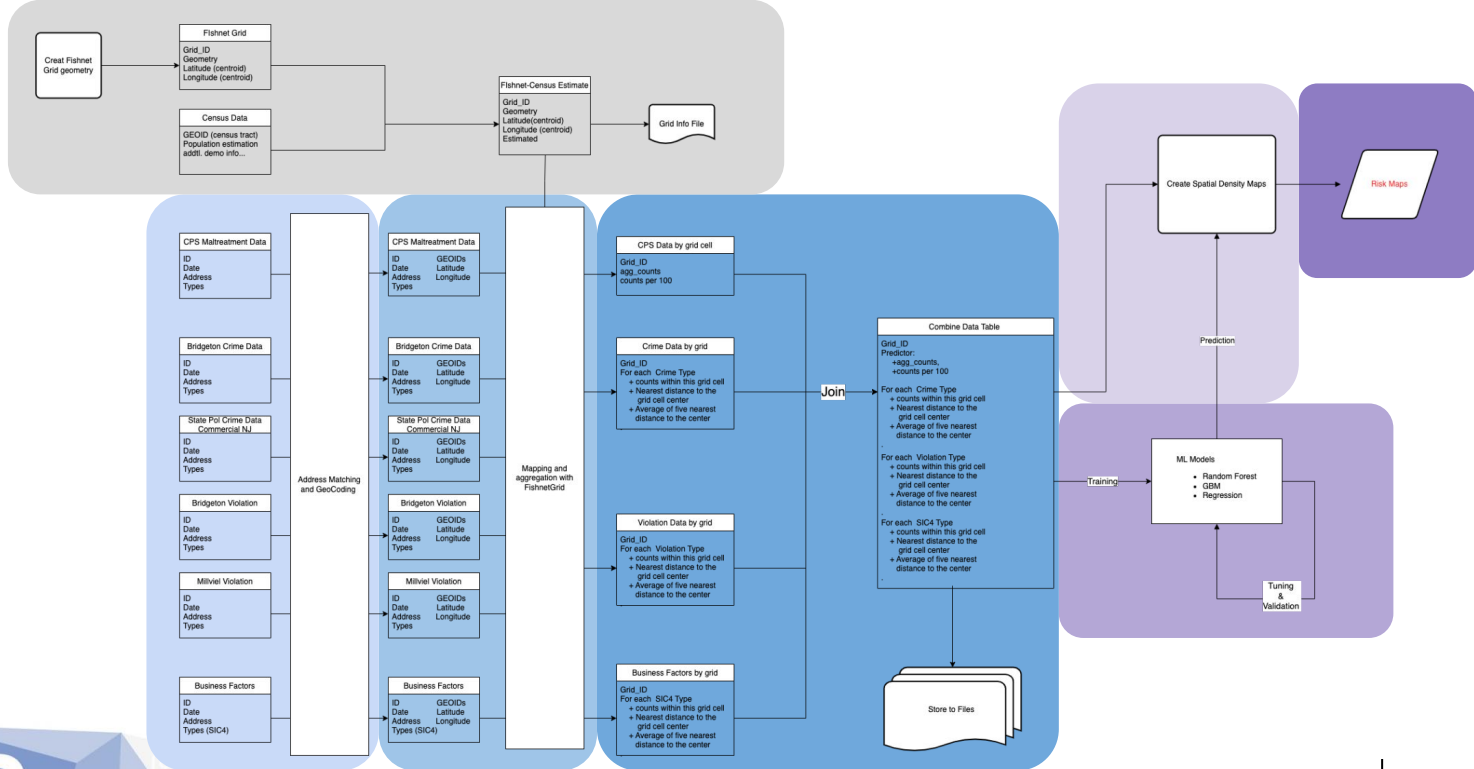 Creat Fishnet
Grid geometry
FIshnet Grid
Grid_ID
Geometry
Latitude (centroid)
Longitude (centroid)
Census Data
GEOID (census tract)
Population estimation
addtl. demo info...
FIshnet-Census Estimate
Grid_ID
Geometry
Latitude(centroid)
Longitude (centroid)
Estimated
Grid Info File
CPS Maltreatment Data
ID
Date
Address
Types
Bridgeton Crime Data
ID
Date
Address
Types
State Pol Crime Data
Commercial NJ
ID
Date
Address
Types
Bridgeton Violation
ID
Date
Address
Types
Millviel Violation
ID
Date
Address
Types
Business Factors
ID
Date
Address
Types (SIC4)
Address Matching
and GeoCoding
CPS Maltreatment Data
ID GEOIDs
Date Latitude
Address Longitude
Types
Bridgeton Crime Data
ID GEOIDs
Date Latitude
Address Longitude
Types
State Pol Crime Data
Commercial NJ
ID GEOIDs
Date Latitude
Address Longitude
Types
Bridgeton Violation
ID GEOIDs
Date Latitude
Address Longitude
Types
Millviel Violation
ID GEOIDs
Date Latitude
Address Longitude
Types
Business Factors
ID GEOIDs
Date Latitude
Address Longitude
Types (SIC4)
Mapping and
aggregation with
FishnetGrid
CPS Data by grid cell
Grid_ID
agg_counts
counts per 100
Crime Data by grid
Grid_ID
For each Crime Type
+ counts within this grid cell
+ Nearest distance to the
grid cell center
+ Average of five nearest
distance to the center
.
Violation Data by grid
Grid_ID
For each Violation Type
+ counts within this grid cell
+ Nearest distance to the
grid cell center
+ Average of five nearest
distance to the center
.
Business Factors by grid
Grid_ID
For each SIC4 Type
+ counts within this grid cell
+ Nearest distance to the
grid cell center
+ Average of five nearest
distance to the center
Join
Combine Data Table
Grid_ID
Predictor:
+agg_counts,
+counts per 100
For each Crime Type
+ counts within this grid cell
+ Nearest distance to the
grid cell center
+ Average of five nearest
distance to the center
.
For each Violation Type
+ counts within this grid cell
+ Nearest distance to the
grid cell center
+ Average of five nearest
distance to the center
.
For each SIC4 Type
+ counts within this grid cell
+ Nearest distance to the
grid cell center
+ Average of five nearest
distance to the center
.
Store to Files
Create Spatial Density Maps
Risk Maps
Prediction
Training
ML Models
• Random Forest
• GBM
• Regression
Tuning
&
Validation